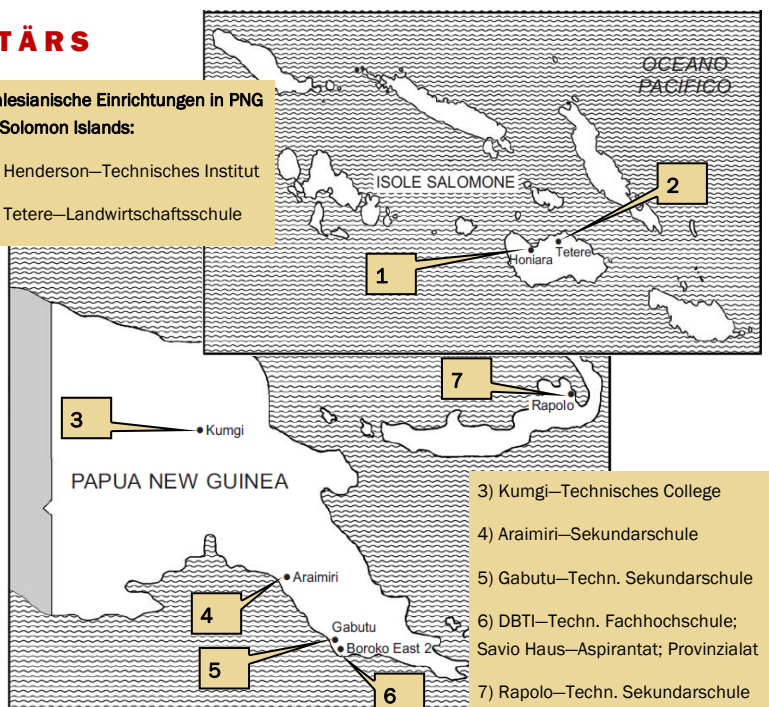 TÄRS
alesianische Einrichtungen in PNG
Solomon Islands:
Henderson—Technisches Institut
Tetere—Landwirtschaftsschule
OCEANO
PACIFICO
ISOLE SALOMONE
2
Honiara
Tetere
1
7
Rapolo
3
Kumgi
PAPUA NEW GUINEA
Araimiri
4
Gabutu
Boroko East 2
5
6
3) Kumgi—Technisches College
4) Araimiri—Sekundarschule
5) Gabutu—Techn. Sekundarschule
6) DBTI—Techn. Fachhochschule;
Savio Haus—Aspirantat; Provinzialat
7) Rapolo—Techn. Sekundarschule